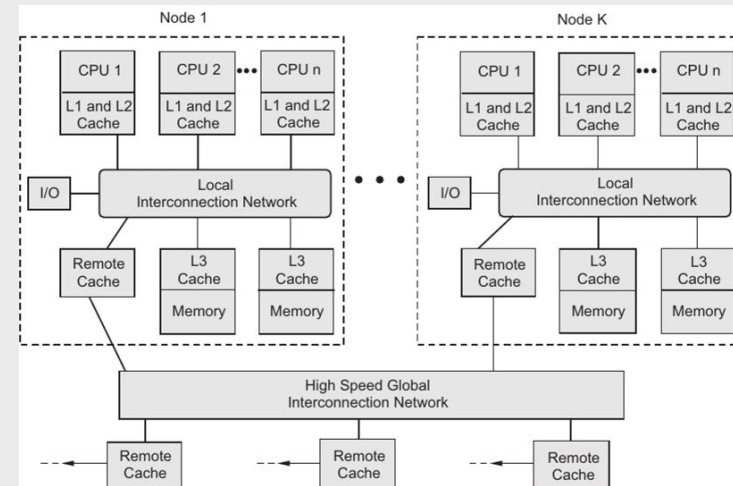 Node 1
Node K
CPU 1
CPU 2
•••
CPU n
L1 and L2
Cache
L1 and L2
Cache
L1 and L2
Cache
I/O
Local
Interconnection Network
Remote
Cache
L3
Cache
Memory
L3
Cache
Memory
• • •
CPU 1
CPU 2
•••
CPU n
L1 and L2
Cache
L1 and L2
Cache
L1 and L2
Cache
I/O
Local
Interconnection Network
Remote
Cache
L3
Cache
Memory
L3
Cache
Memory
High Speed Global
Interconnection Network
Remote
Cache
Remote
Cache
Remote
Cache